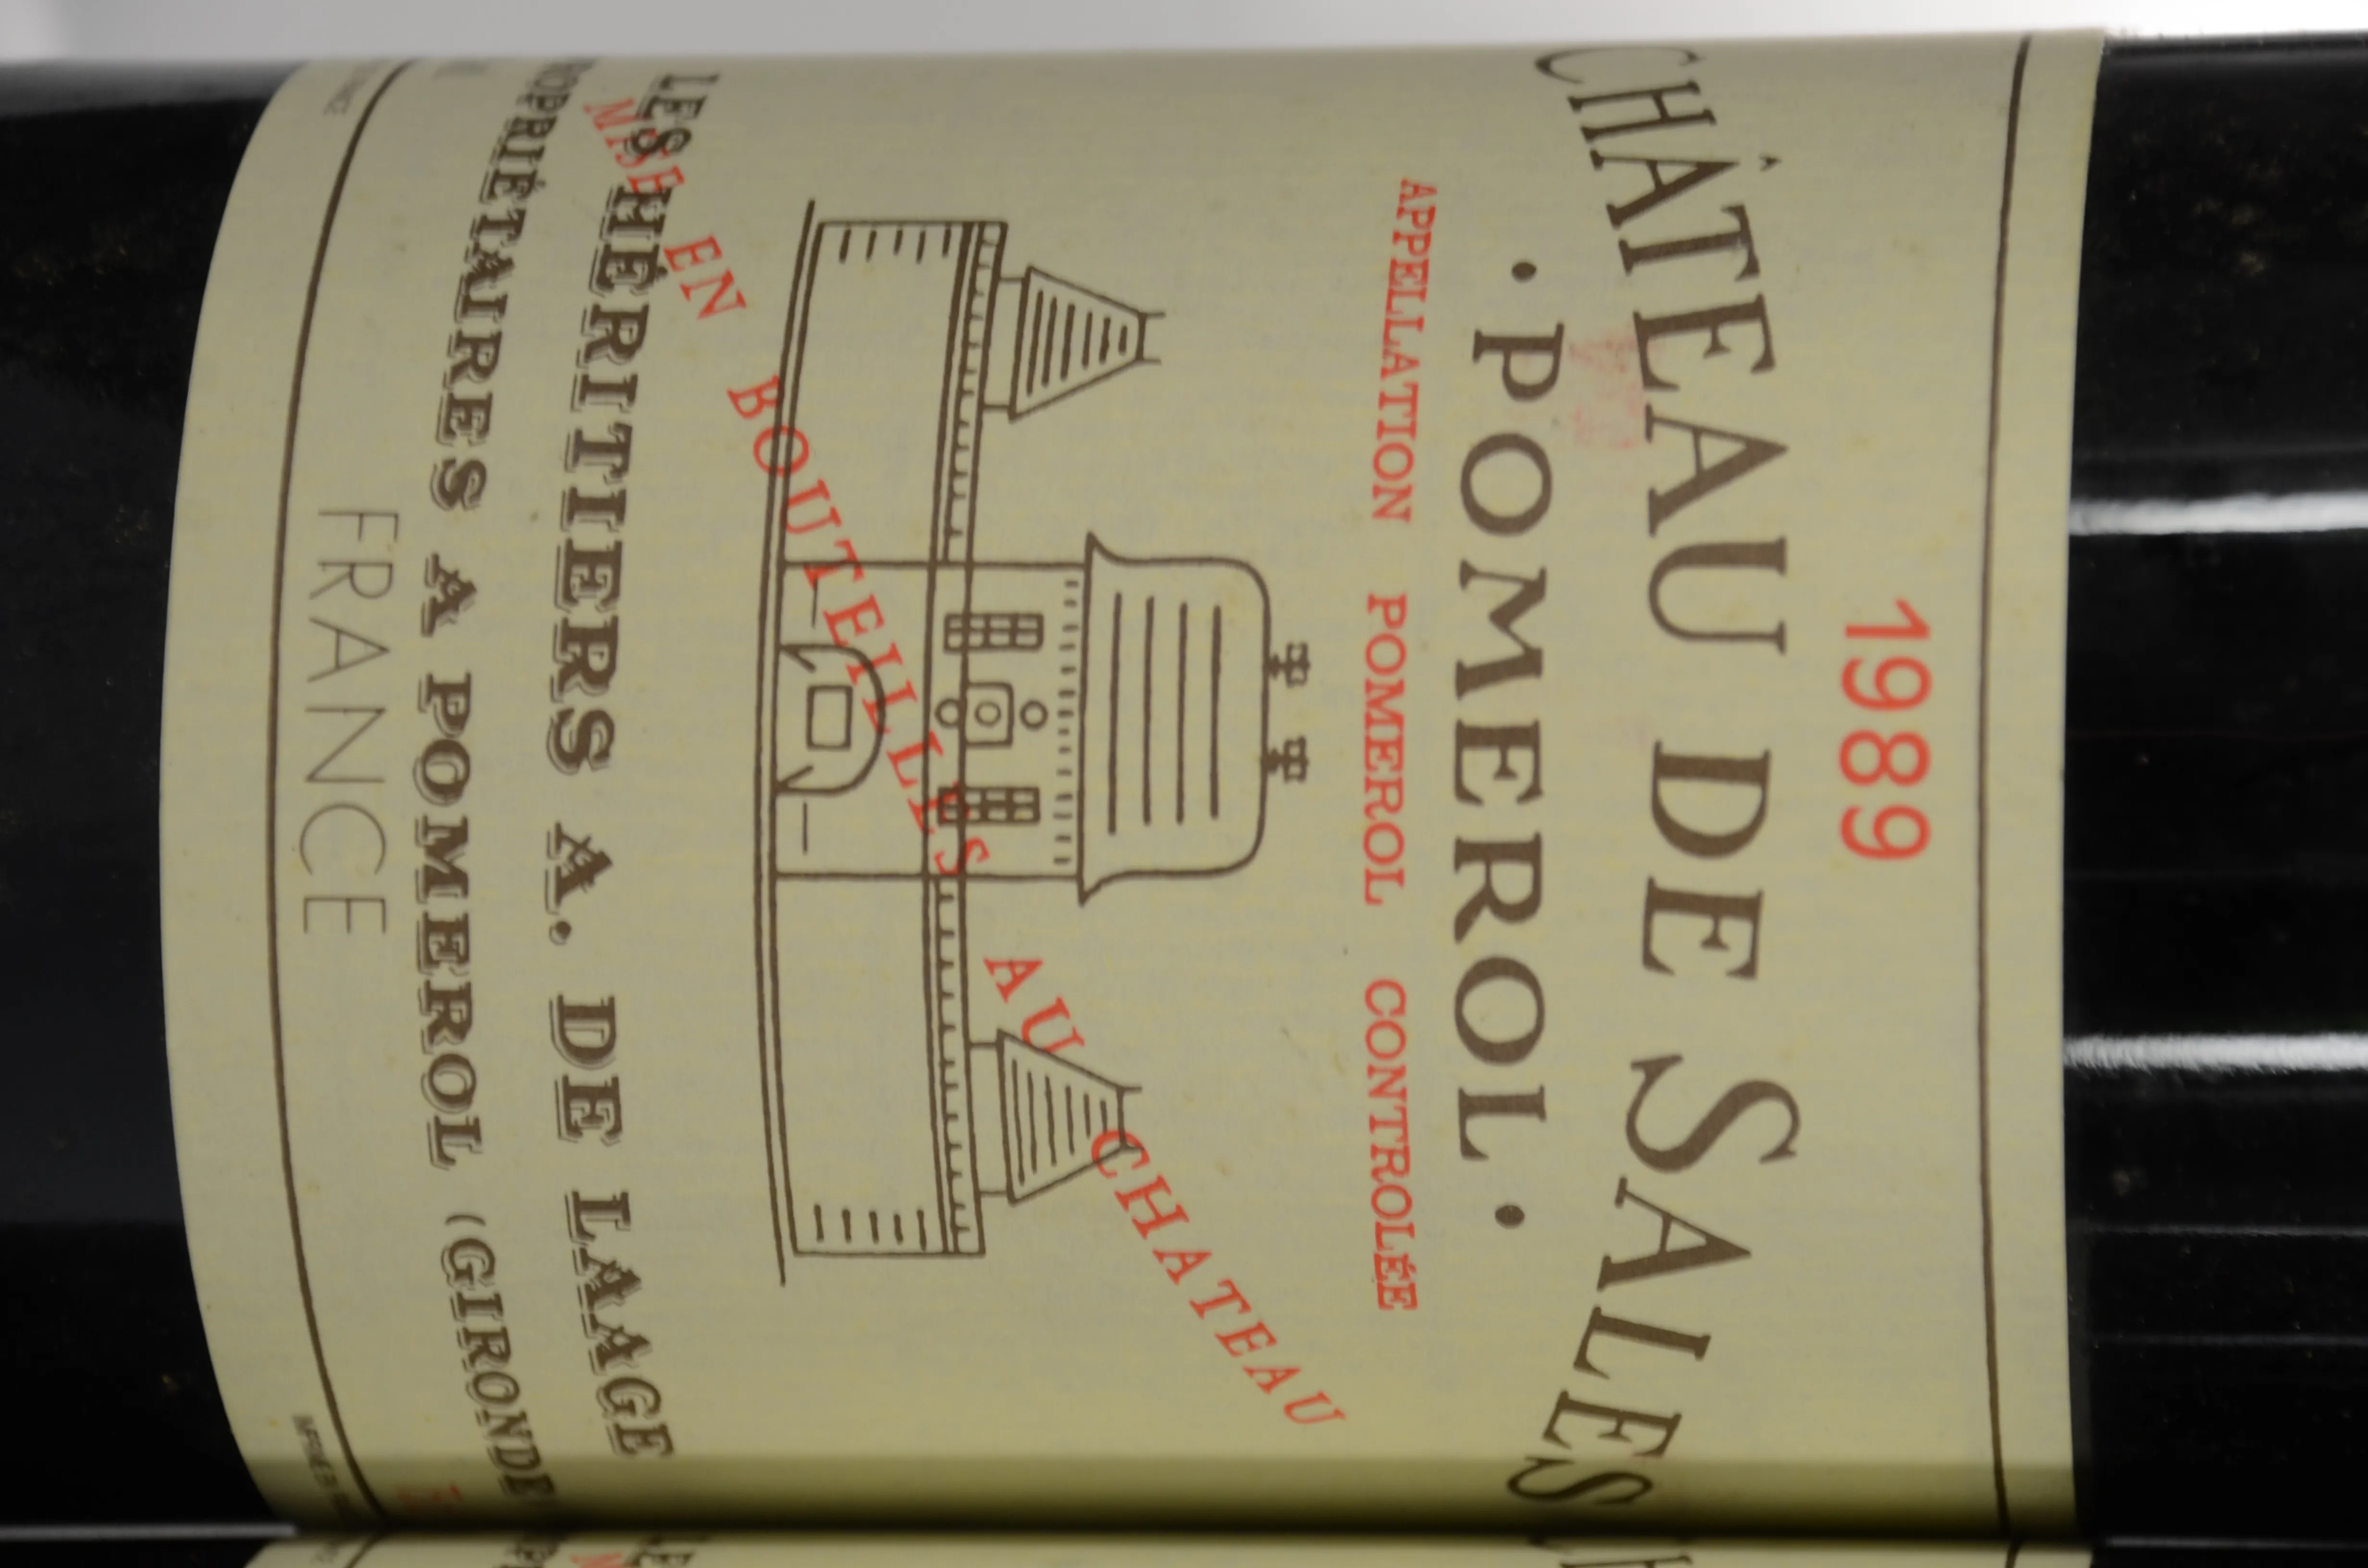 1989
CHÂTEAU DE SALES
· POMEROL ·
APPELLATION POMEROL CONTROLÉE
MISE EN BOUTEILLES AU CHATEAU
LES HÉRITIERS A. DE LAAGE
PROPRIÉTAIRES A POMEROL (GIRONDE
FRANCE